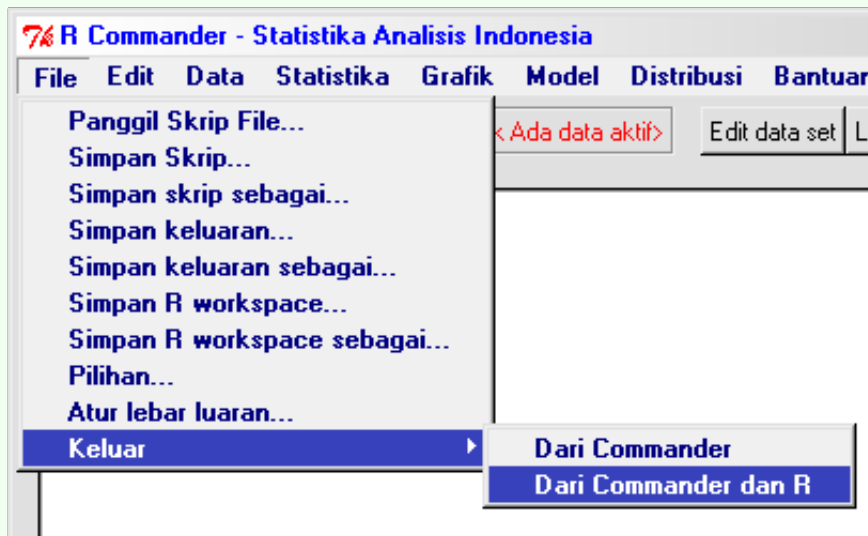 R Commander - Statistika Analisis Indonesia
File Edit Data Statistika Grafik Model Distribusi Bantuan
< Ada data aktif> Edit data set
Panggil Skrip File...
Simpan Skrip...
Simpan skrip sebagai...
Simpan keluaran...
Simpan keluaran sebagai...
Simpan R workspace...
Simpan R workspace sebagai...
Pilihan...
Atur lebar luaran...
Keluar
Dari Commander
Dari Commander dan R